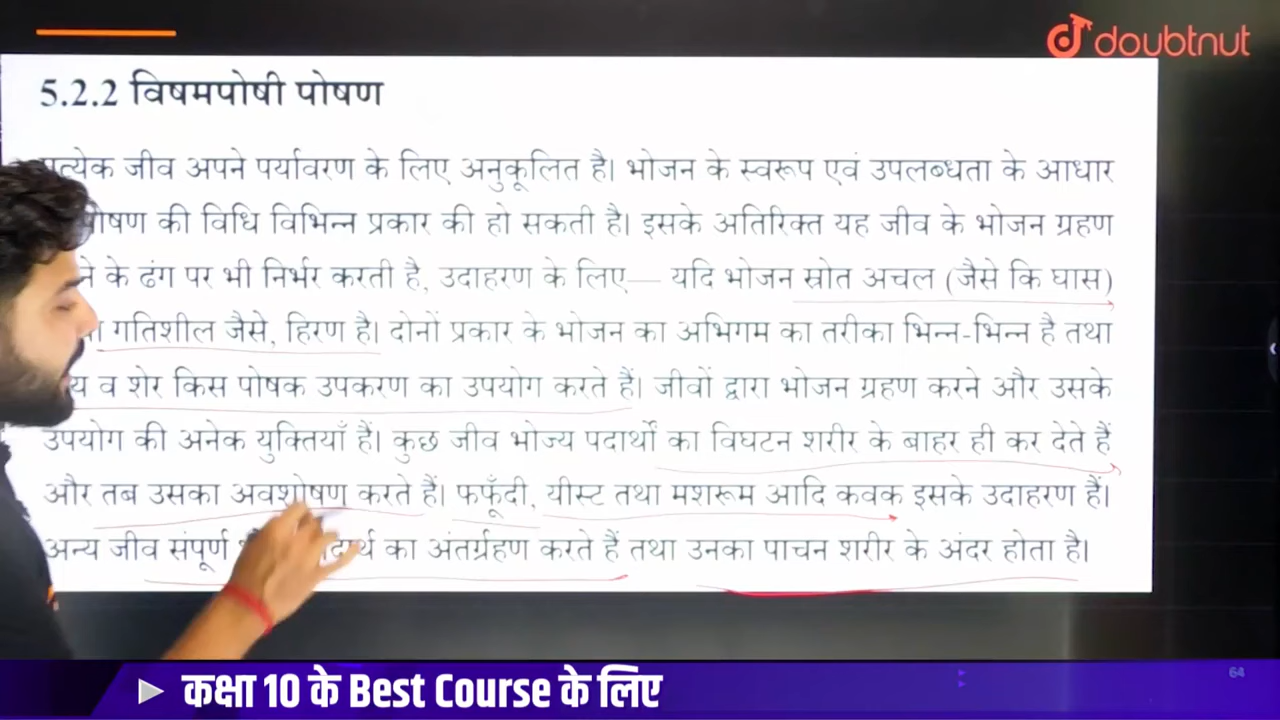 doubtnut
5.2.2 विषमपोषी पोषण
जीव अपने पर्यावरण के लिए अनुकूलित है। भोजन के स्वरूप एवं उपलब्धता के आधार
की विधि विभिन्न प्रकार की हो सकती है। इसके अतिरिक्त यह जीव के भोजन ग्रहण
के ढंग पर भी निर्भर करती है, उदाहरण के लिए— यदि भोजन स्रोत अचल (जैसे कि घास)
गतिशील जैसे, हिरण है। दोनों प्रकार के भोजन का अभिगम का तरीका भिन्न-भिन्न है तथा
व शेर किस पोषक उपकरण का उपयोग करते हैं। जीवों द्वारा भोजन ग्रहण करने और उसके
उपयोग की अनेक युक्तियाँ हैं। कुछ जीव भोज्य पदार्थों का विघटन शरीर के बाहर ही कर देते हैं
और तब उसका अवशोषण करते हैं। फफूँदी, यीस्ट तथा मशरूम आदि कवक इसके उदाहरण हैं।
अन्य जीव संपूर्ण का अंतर्ग्रहण करते हैं तथा उनका पाचन शरीर के अंदर होता है।
कक्षा 10 के Best Course के लिए
64